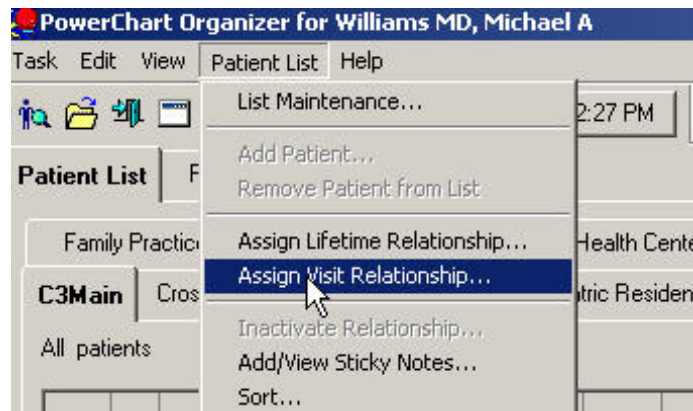 PowerChart Organizer for Williams MD, Michael A
Task Edit View Patient List Help
List Maintenance...
2:27 PM
Add Patient...
Patient List
Remove Patient from List
Family Practice
Assign Lifetime Relationship...
Health Cente
C3Main Cros
Assign Visit Relationship...
tric Residen
Inactivate Relationship...
All patients
Add/View Sticky Notes...
Sort...